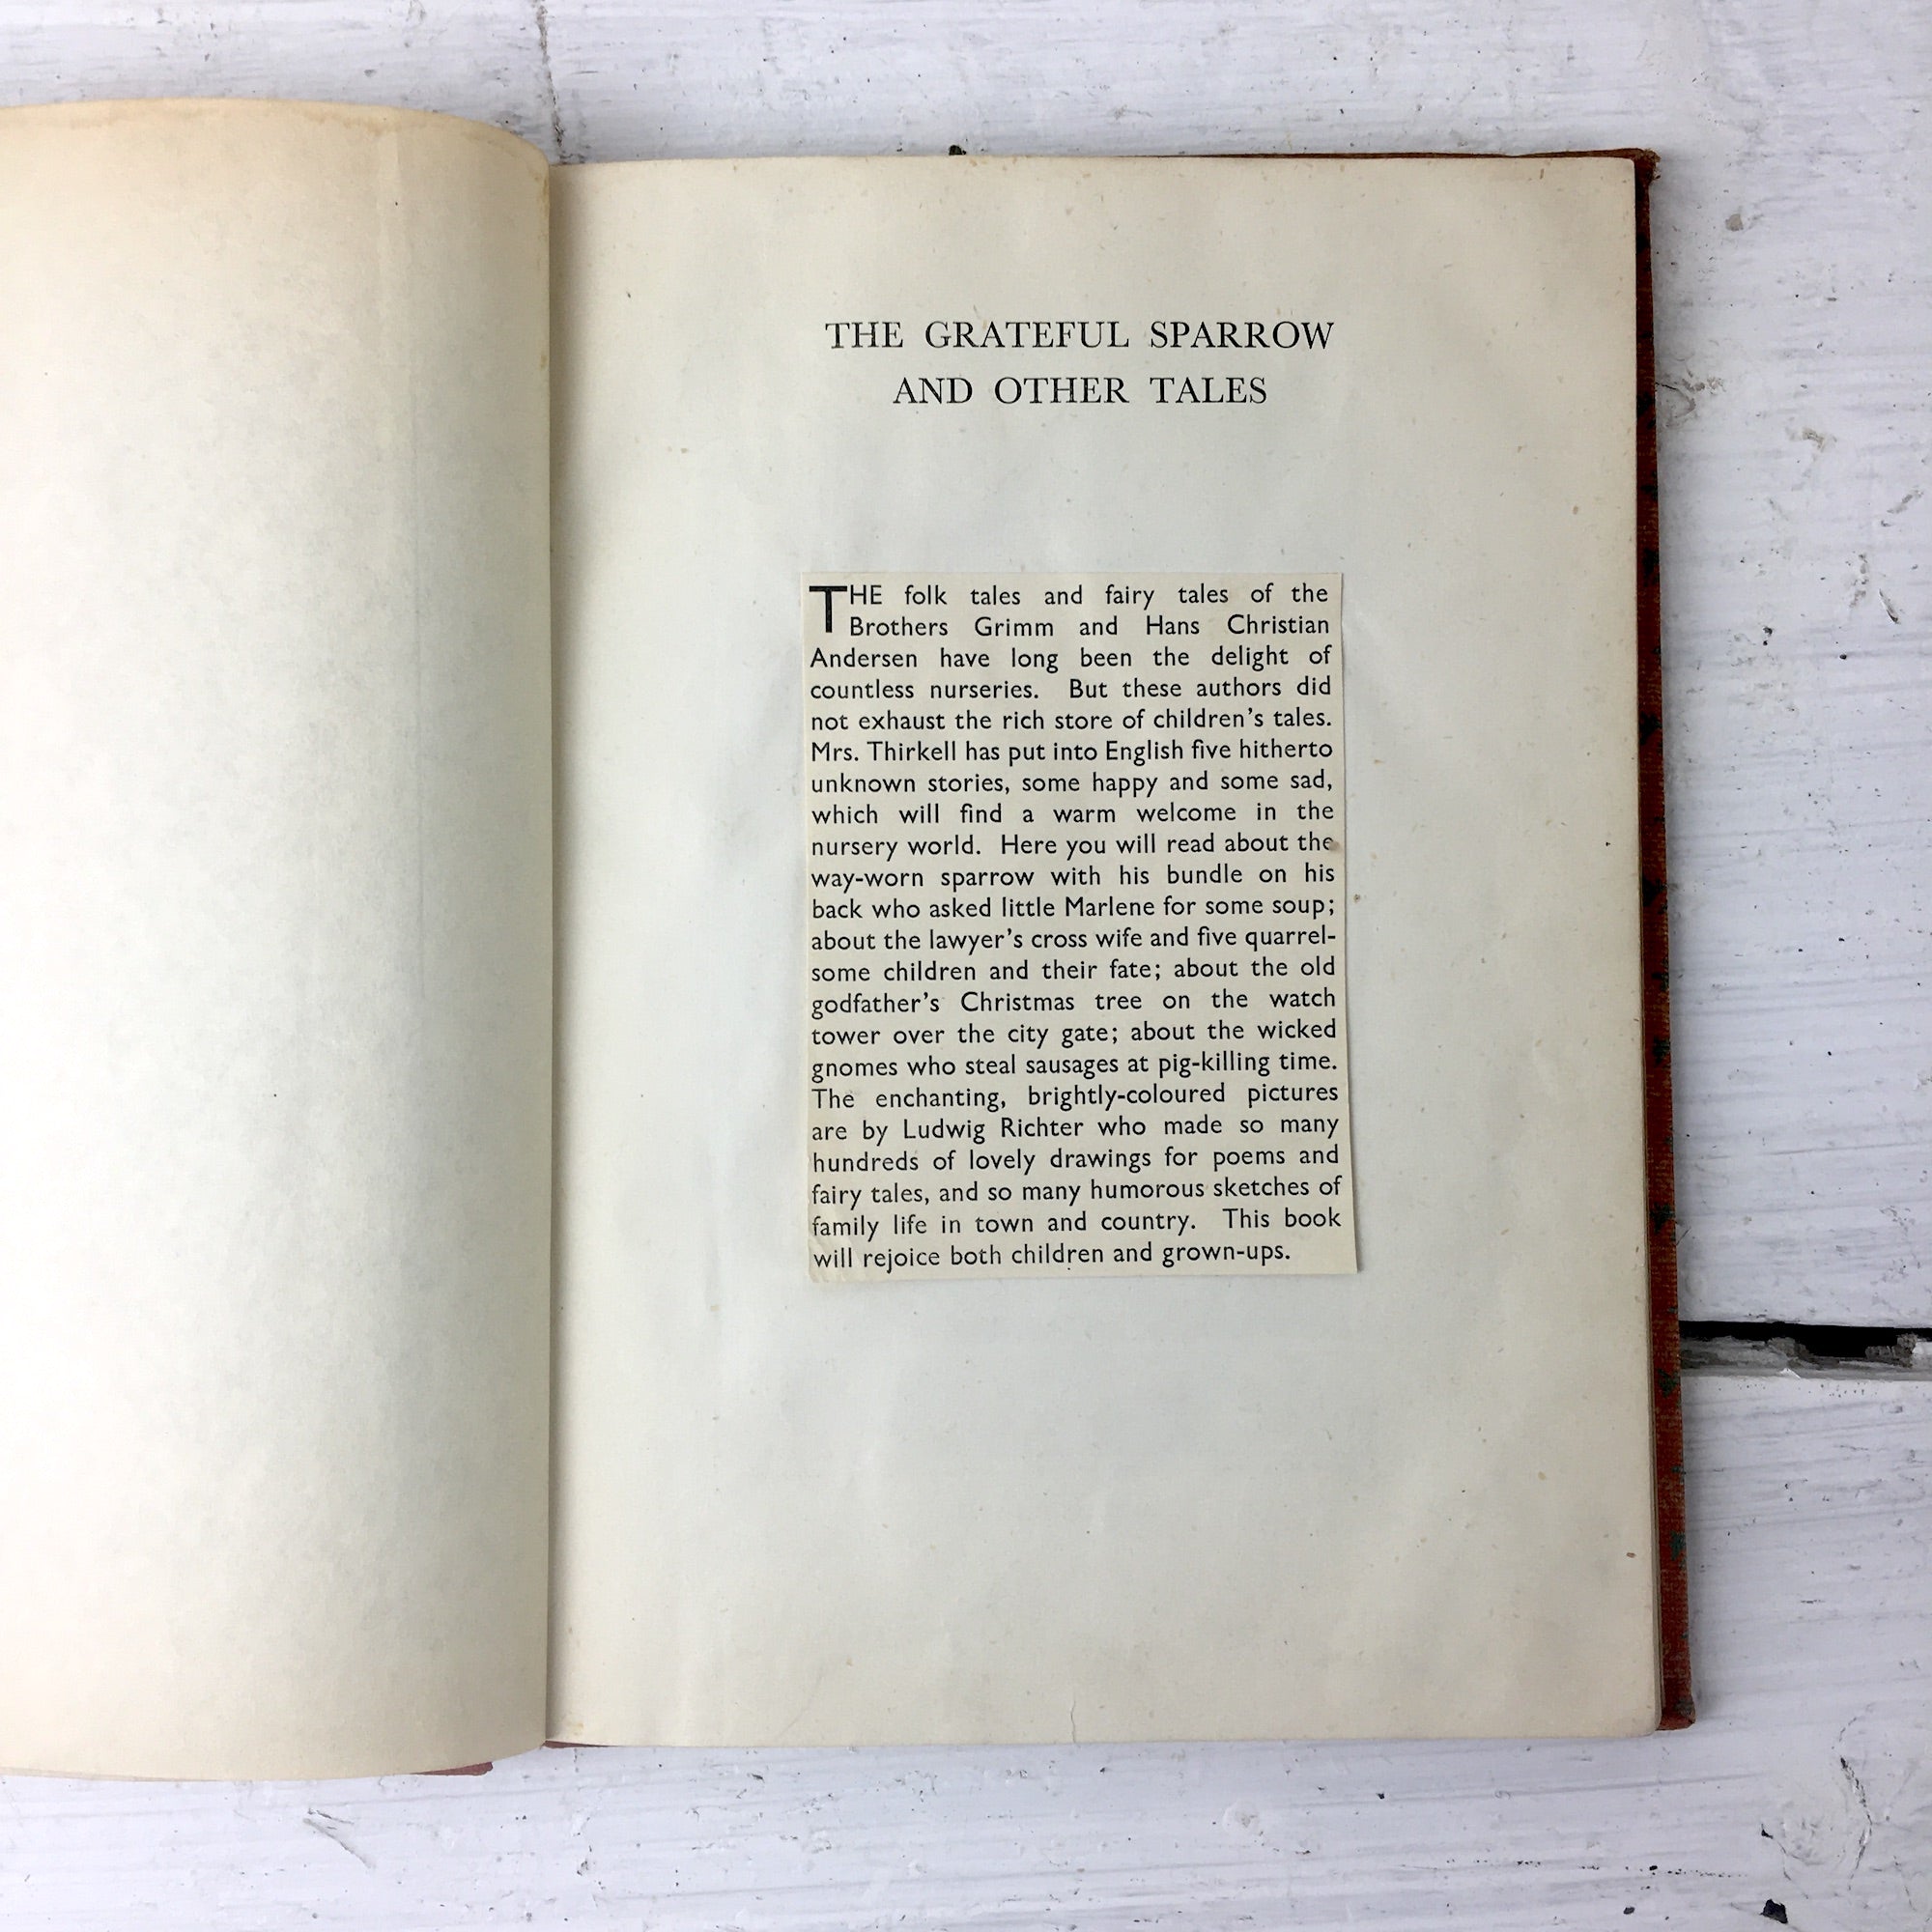 THE GRATEFUL SPARROW
AND OTHER TALES
THE folk tales and fairy tales of the
Brothers Grimm and Hans Christian
Andersen have long been the delight of
countless nurseries. But these authors did
not exhaust the rich store of children's tales.
Mrs. Thirkell has put into English five hitherto
unknown stories, some happy and some sad,
which will find a warm welcome in the
nursery world. Here you will read about the
way-worn sparrow with his bundle on his
back who asked little Marlene for some soup;
about the lawyer's cross wife and five quarrel-
some children and their fate; about the old
godfather's Christmas tree on the watch
tower over the city gate; about the wicked
gnomes who steal sausages at pig-killing time.
The enchanting, brightly-coloured pictures
are by Ludwig Richter who made so many
hundreds of lovely drawings for poems and
fairy tales, and so many humorous sketches of
family life in town and country. This book
will rejoice both children and grown-ups.